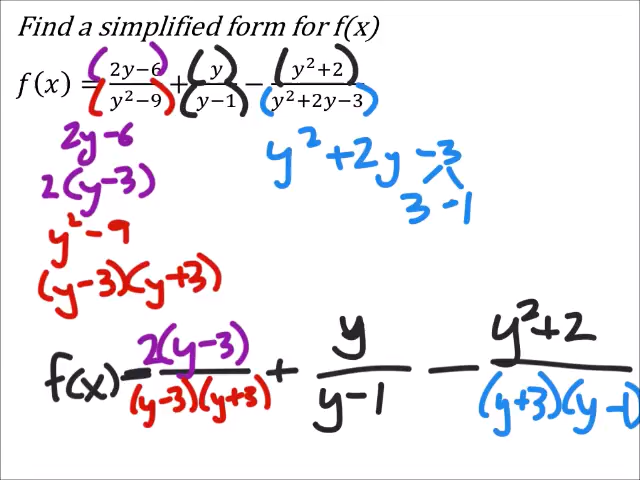 Find a simplified form for f(x)
f(x) = (2y−6)/(y²−9) + (y)/(y−1) − (y²+2)/(y²+2y−3)
2y−6
2(y−3)
y²−9
(y−3)(y+3)
y²+2y−3
3 −1
f(x)= 2(y−3)/(y−3)(y+3) + y/y−1 − y²+2/(y+3)(y−1)